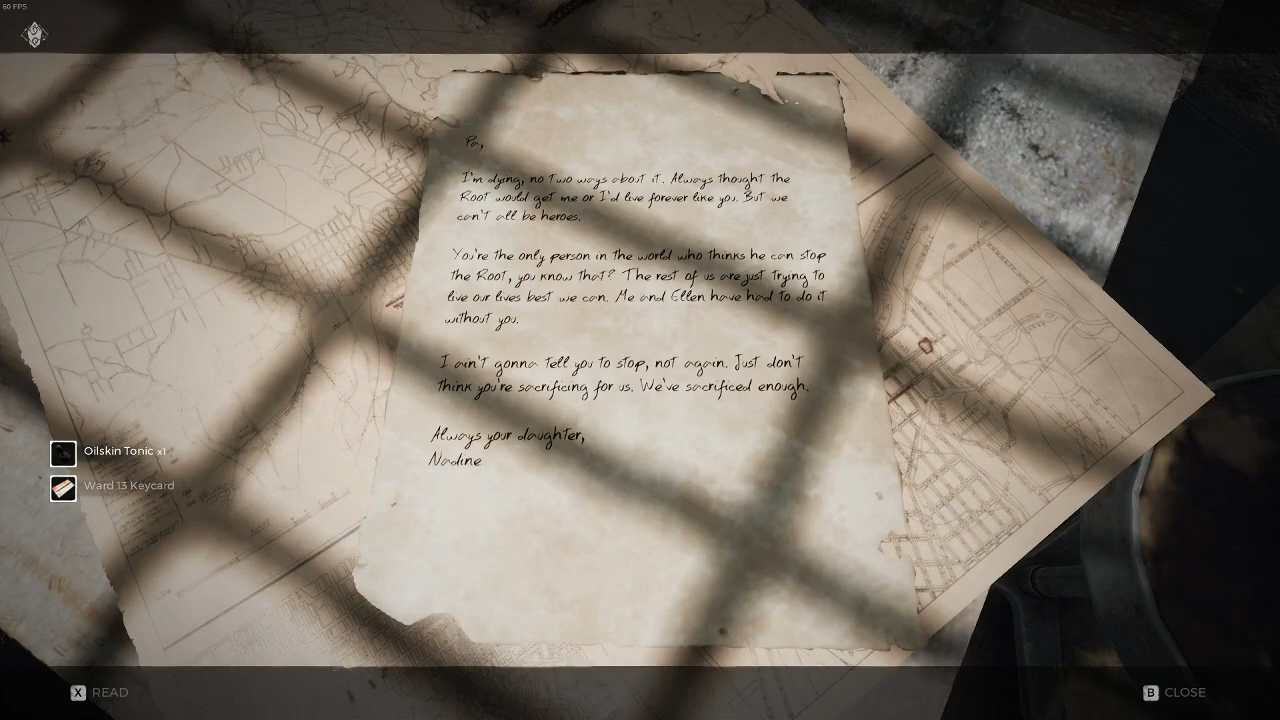 60 FPS
Pa,
I'm dying, no two ways about it. Always thought the
Root would get me or I'd live forever like you. But we
can't all be heroes.
You're the only person in the world who thinks he can stop
the Root, you know that? The rest of us are just trying to
live our lives best we can. Me and Ellen have had to do it
without you.
I ain't gonna tell you to stop, not again. Just don't
think you're sacrificing for us. We've sacrificed enough.
Always your daughter,
Nadine
Oilskin Tonic x1
Ward 13 Keycard
X READ
B CLOSE